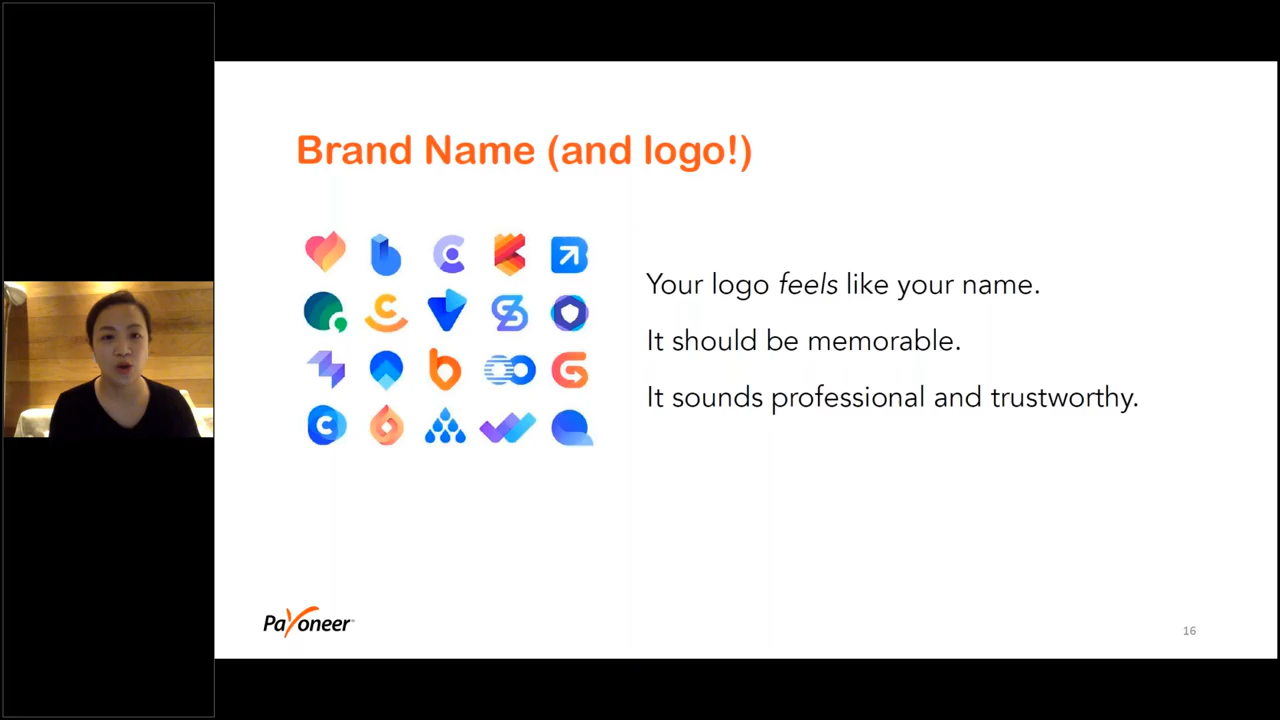 Brand Name (and logo!)
Your logo feels like your name.
It should be memorable.
It sounds professional and trustworthy.
Payoneer
16